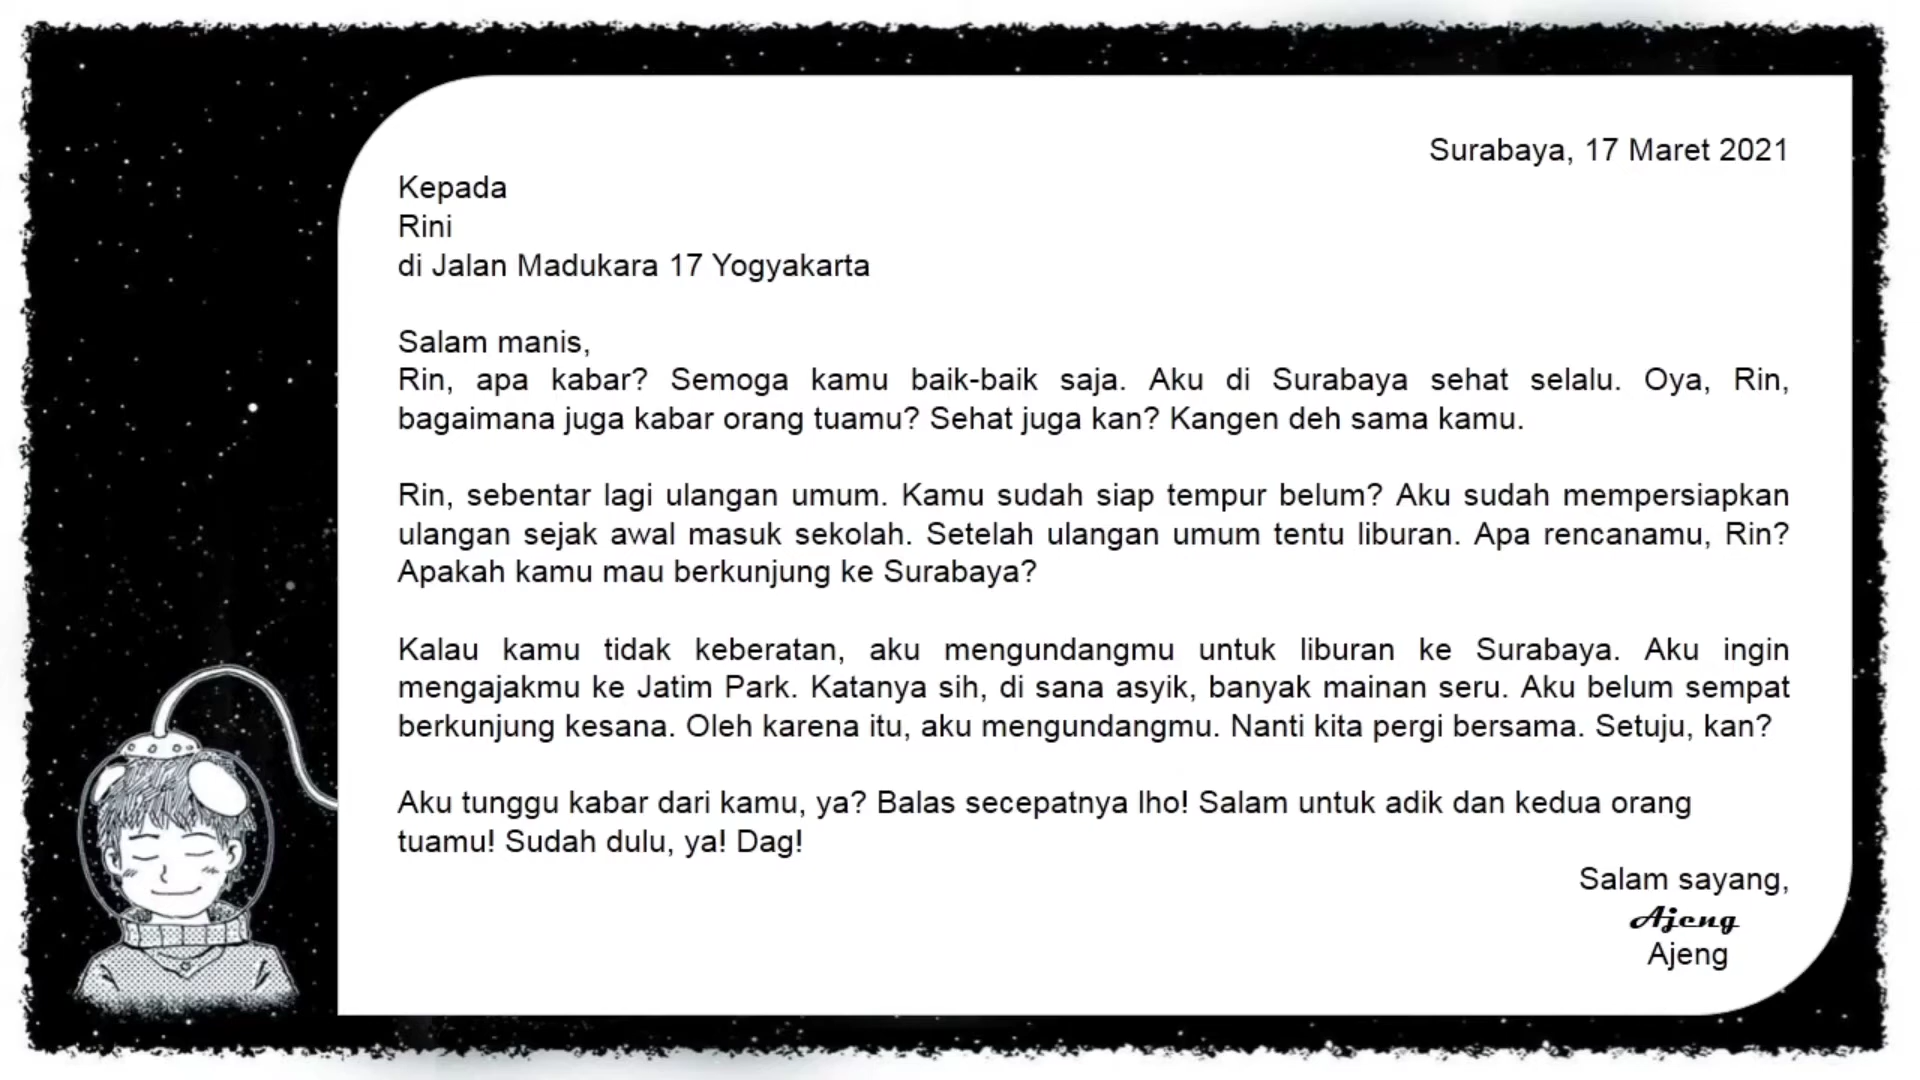 Surabaya, 17 Maret 2021
Kepada
Rini
di Jalan Madukara 17 Yogyakarta
Salam manis,
Rin, apa kabar? Semoga kamu baik-baik saja. Aku di Surabaya sehat selalu. Oya, Rin,
bagaimana juga kabar orang tuamu? Sehat juga kan? Kangen deh sama kamu.
Rin, sebentar lagi ulangan umum. Kamu sudah siap tempur belum? Aku sudah mempersiapkan
ulangan sejak awal masuk sekolah. Setelah ulangan umum tentu liburan. Apa rencanamu, Rin?
Apakah kamu mau berkunjung ke Surabaya?
Kalau kamu tidak keberatan, aku mengundangmu untuk liburan ke Surabaya. Aku ingin
mengajakmu ke Jatim Park. Katanya sih, di sana asyik, banyak mainan seru. Aku belum sempat
berkunjung kesana. Oleh karena itu, aku mengundangmu. Nanti kita pergi bersama. Setuju, kan?
Aku tunggu kabar dari kamu, ya? Balas secepatnya lho! Salam untuk adik dan kedua orang
tuamu! Sudah dulu, ya! Dag!
Salam sayang,
Ajeng
Ajeng